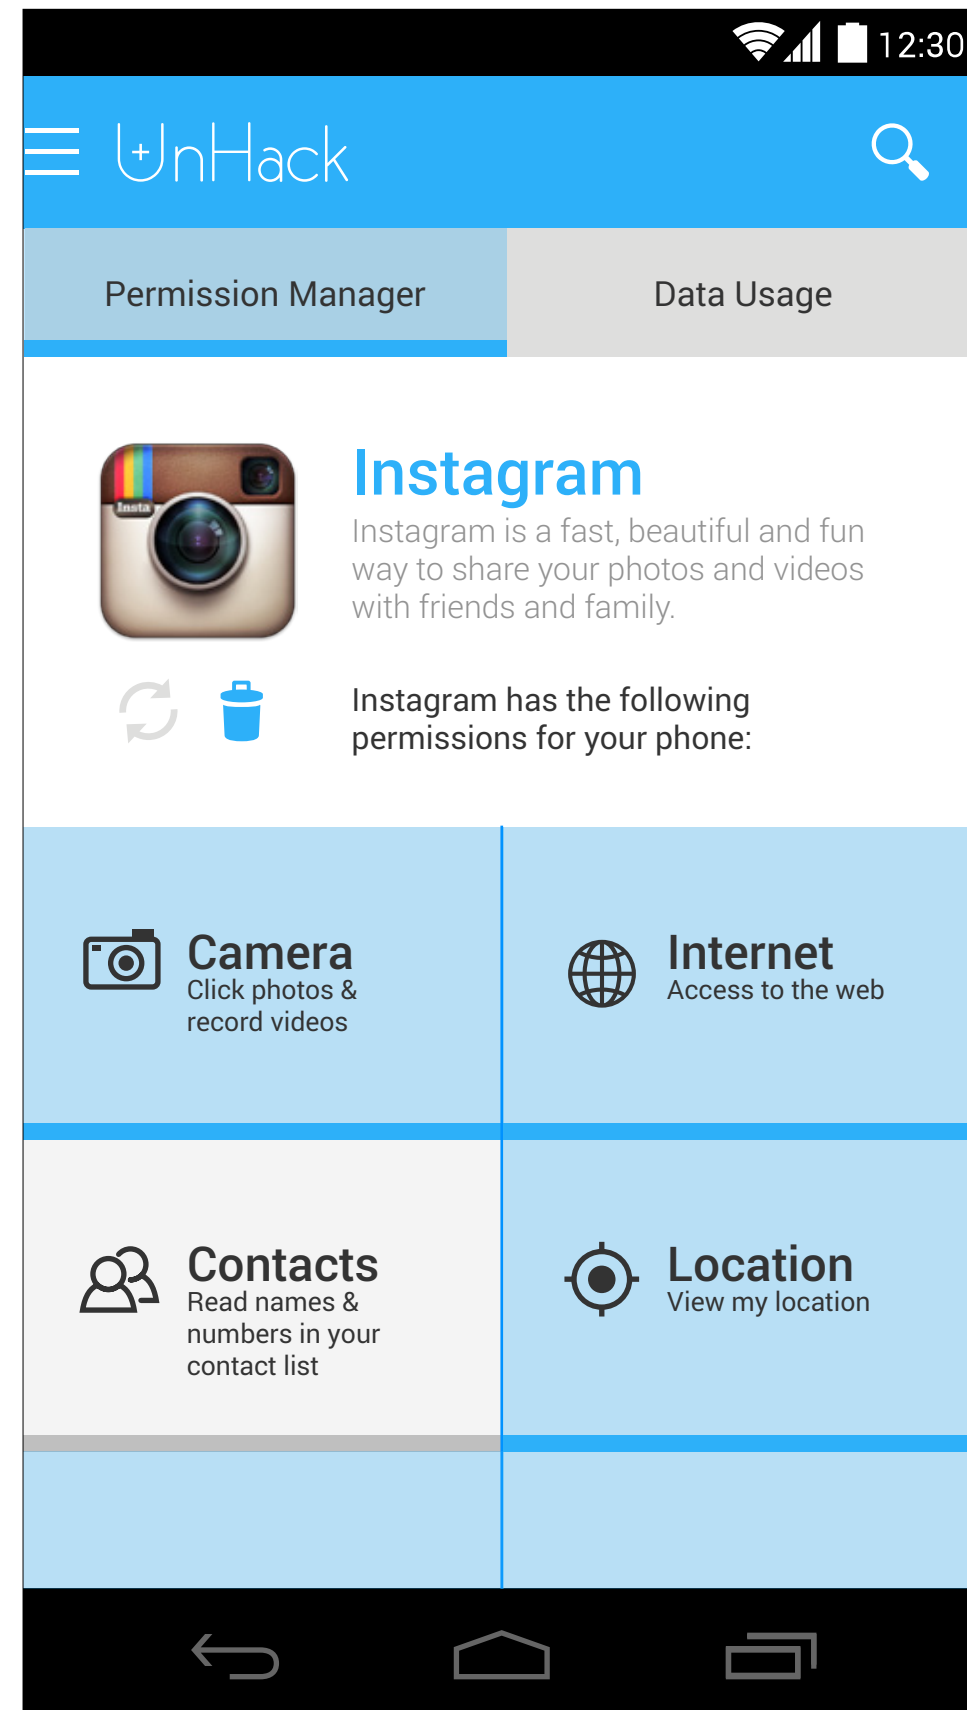 12:30
UnHack
Permission Manager
Data Usage
Insta
Instagram
Instagram is a fast, beautiful and fun
way to share your photos and videos
with friends and family.
Instagram has the following
permissions for your phone:
Camera
Click photos &
record videos
Internet
Access to the web
Contacts
Read names &
numbers in your
contact list
Location
View my location